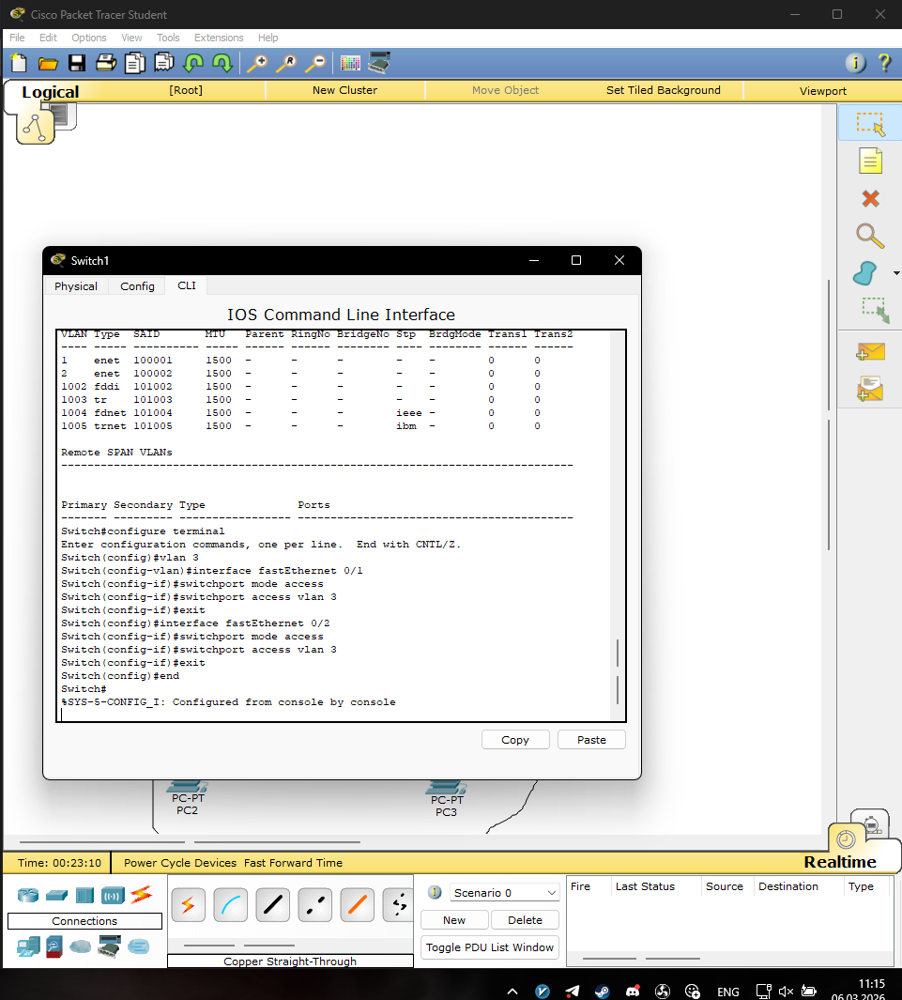 Cisco Packet Tracer Student
File Edit Options View Tools Extensions Help
Logical [Root] New Cluster Move Object Set Tiled Background Viewport
Switch1
Physical Config CLI
IOS Command Line Interface
VLAN Type SAID MTU Parent RingNo BridgeNo Stp BrdgMode Trans1 Trans2
---- ----- ---------- ----- ------ ------ -------- ---- -------- ------ ------
1 enet 100001 1500 - - - - - 0 0
2 enet 100002 1500 - - - - - 0 0
1002 fddi 101002 1500 - - - - - 0 0
1003 tr 101003 1500 - - - - - 0 0
1004 fdnet 101004 1500 - - - ieee - 0 0
1005 trnet 101005 1500 - - - ibm - 0 0
Remote SPAN VLANs
------------------------------------------------------------------------------
Primary Secondary Type Ports
------- --------- ----------------- ------------------------------------------
Switch#configure terminal
Enter configuration commands, one per line. End with CNTL/Z.
Switch(config)#vlan 3
Switch(config-vlan)#interface fastEthernet 0/1
Switch(config-if)#switchport mode access
Switch(config-if)#switchport access vlan 3
Switch(config-if)#exit
Switch(config)#interface fastEthernet 0/2
Switch(config-if)#switchport mode access
Switch(config-if)#switchport access vlan 3
Switch(config-if)#exit
Switch(config)#end
Switch#
%SYS-5-CONFIG_I: Configured from console by console
Copy Paste
PC-PT
PC2
PC-PT
PC3
Time: 00:23:10 Power Cycle Devices Fast Forward Time
Realtime
Connections
Copper Straight-Through
Scenario 0
New Delete
Toggle PDU List Window
Fire Last Status Source Destination Type
ENG
11:15
06.03.2026